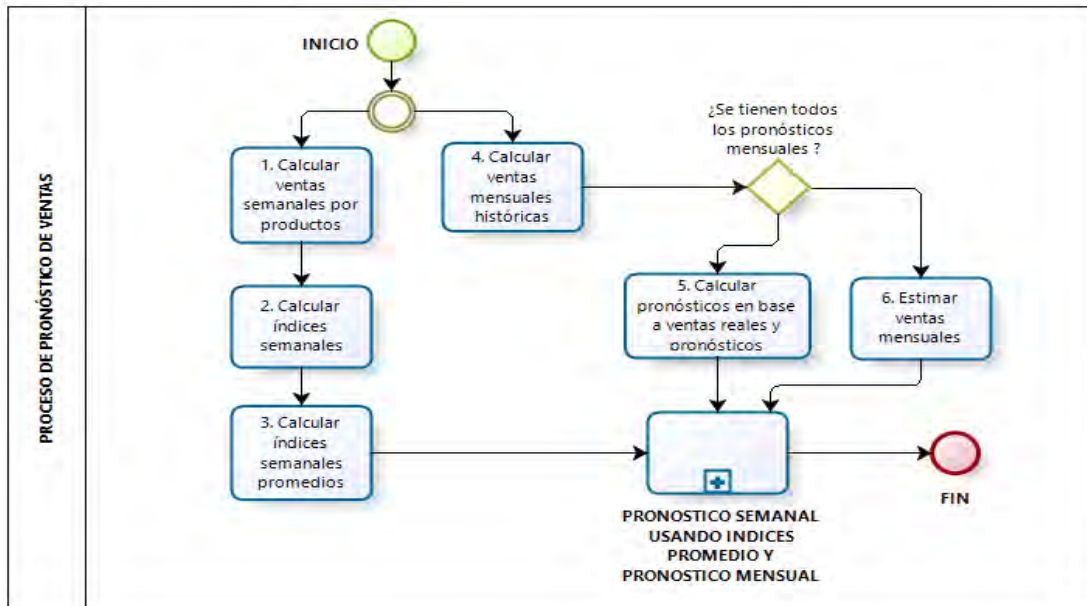 PROCESO DE PRONÓSTICO DE VENTAS
INICIO
1. Calcular
ventas
semanales por
productos
4. Calcular
ventas
mensuales
históricas
¿Se tienen todos
los pronósticos
mensuales ?
2. Calcular
índices
semanales
5. Calcular
pronósticos en base
a ventas reales y
pronósticos
6. Estimar
ventas
mensuales
3. Calcular
índices
semanales
promedios
FIN
PRONOSTICO SEMANAL
USANDO INDICES
PROMEDIO Y
PRONOSTICO MENSUAL